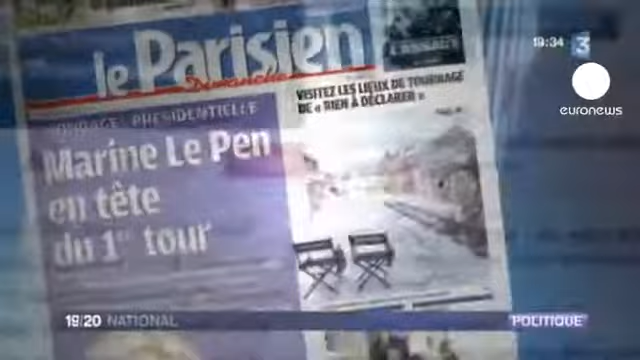 19:34 3
euronews
le Parisien
Dimanche
VISITEZ LES LIEUX DE TOURNAGE
DE « RIEN À DÉCLARER »
PRÉSIDENTIELLE
Marine Le Pen
en tête
du 1er tour
19/20 NATIONAL
POLITIQUE